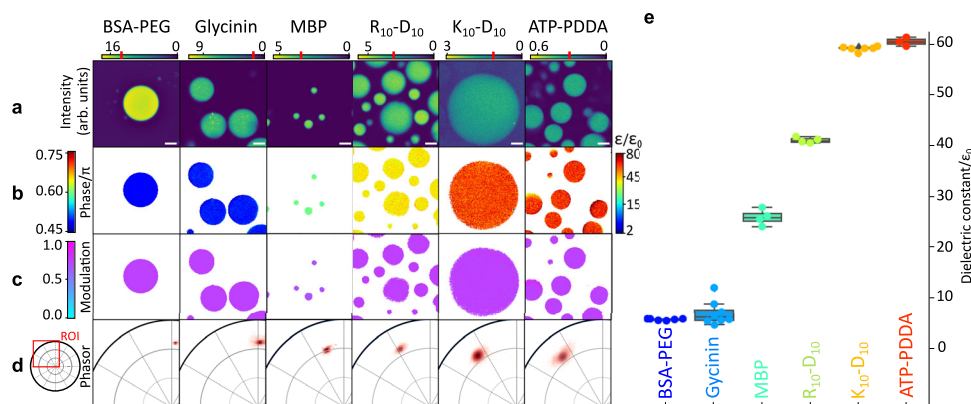 BSA-PEG Glycinin MBP R10-D10 K10-D10 ATP-PDDA
16 0 9 0 5 0 5 0 3 0 0.6 0
a
Intensity
(arb. units)
b
Phase/π
0.75
0.60
0.45
ε/ε0
80
45
15
2
c
Modulation
1.0
0.5
0.0
d
ROI
Phasor
e
60
50
40
30
20
10
0
Dielectric constant/ε0
BSA-PEG
Gycinin
MBP
R10-D10
K10-D10
ATP-PDDA